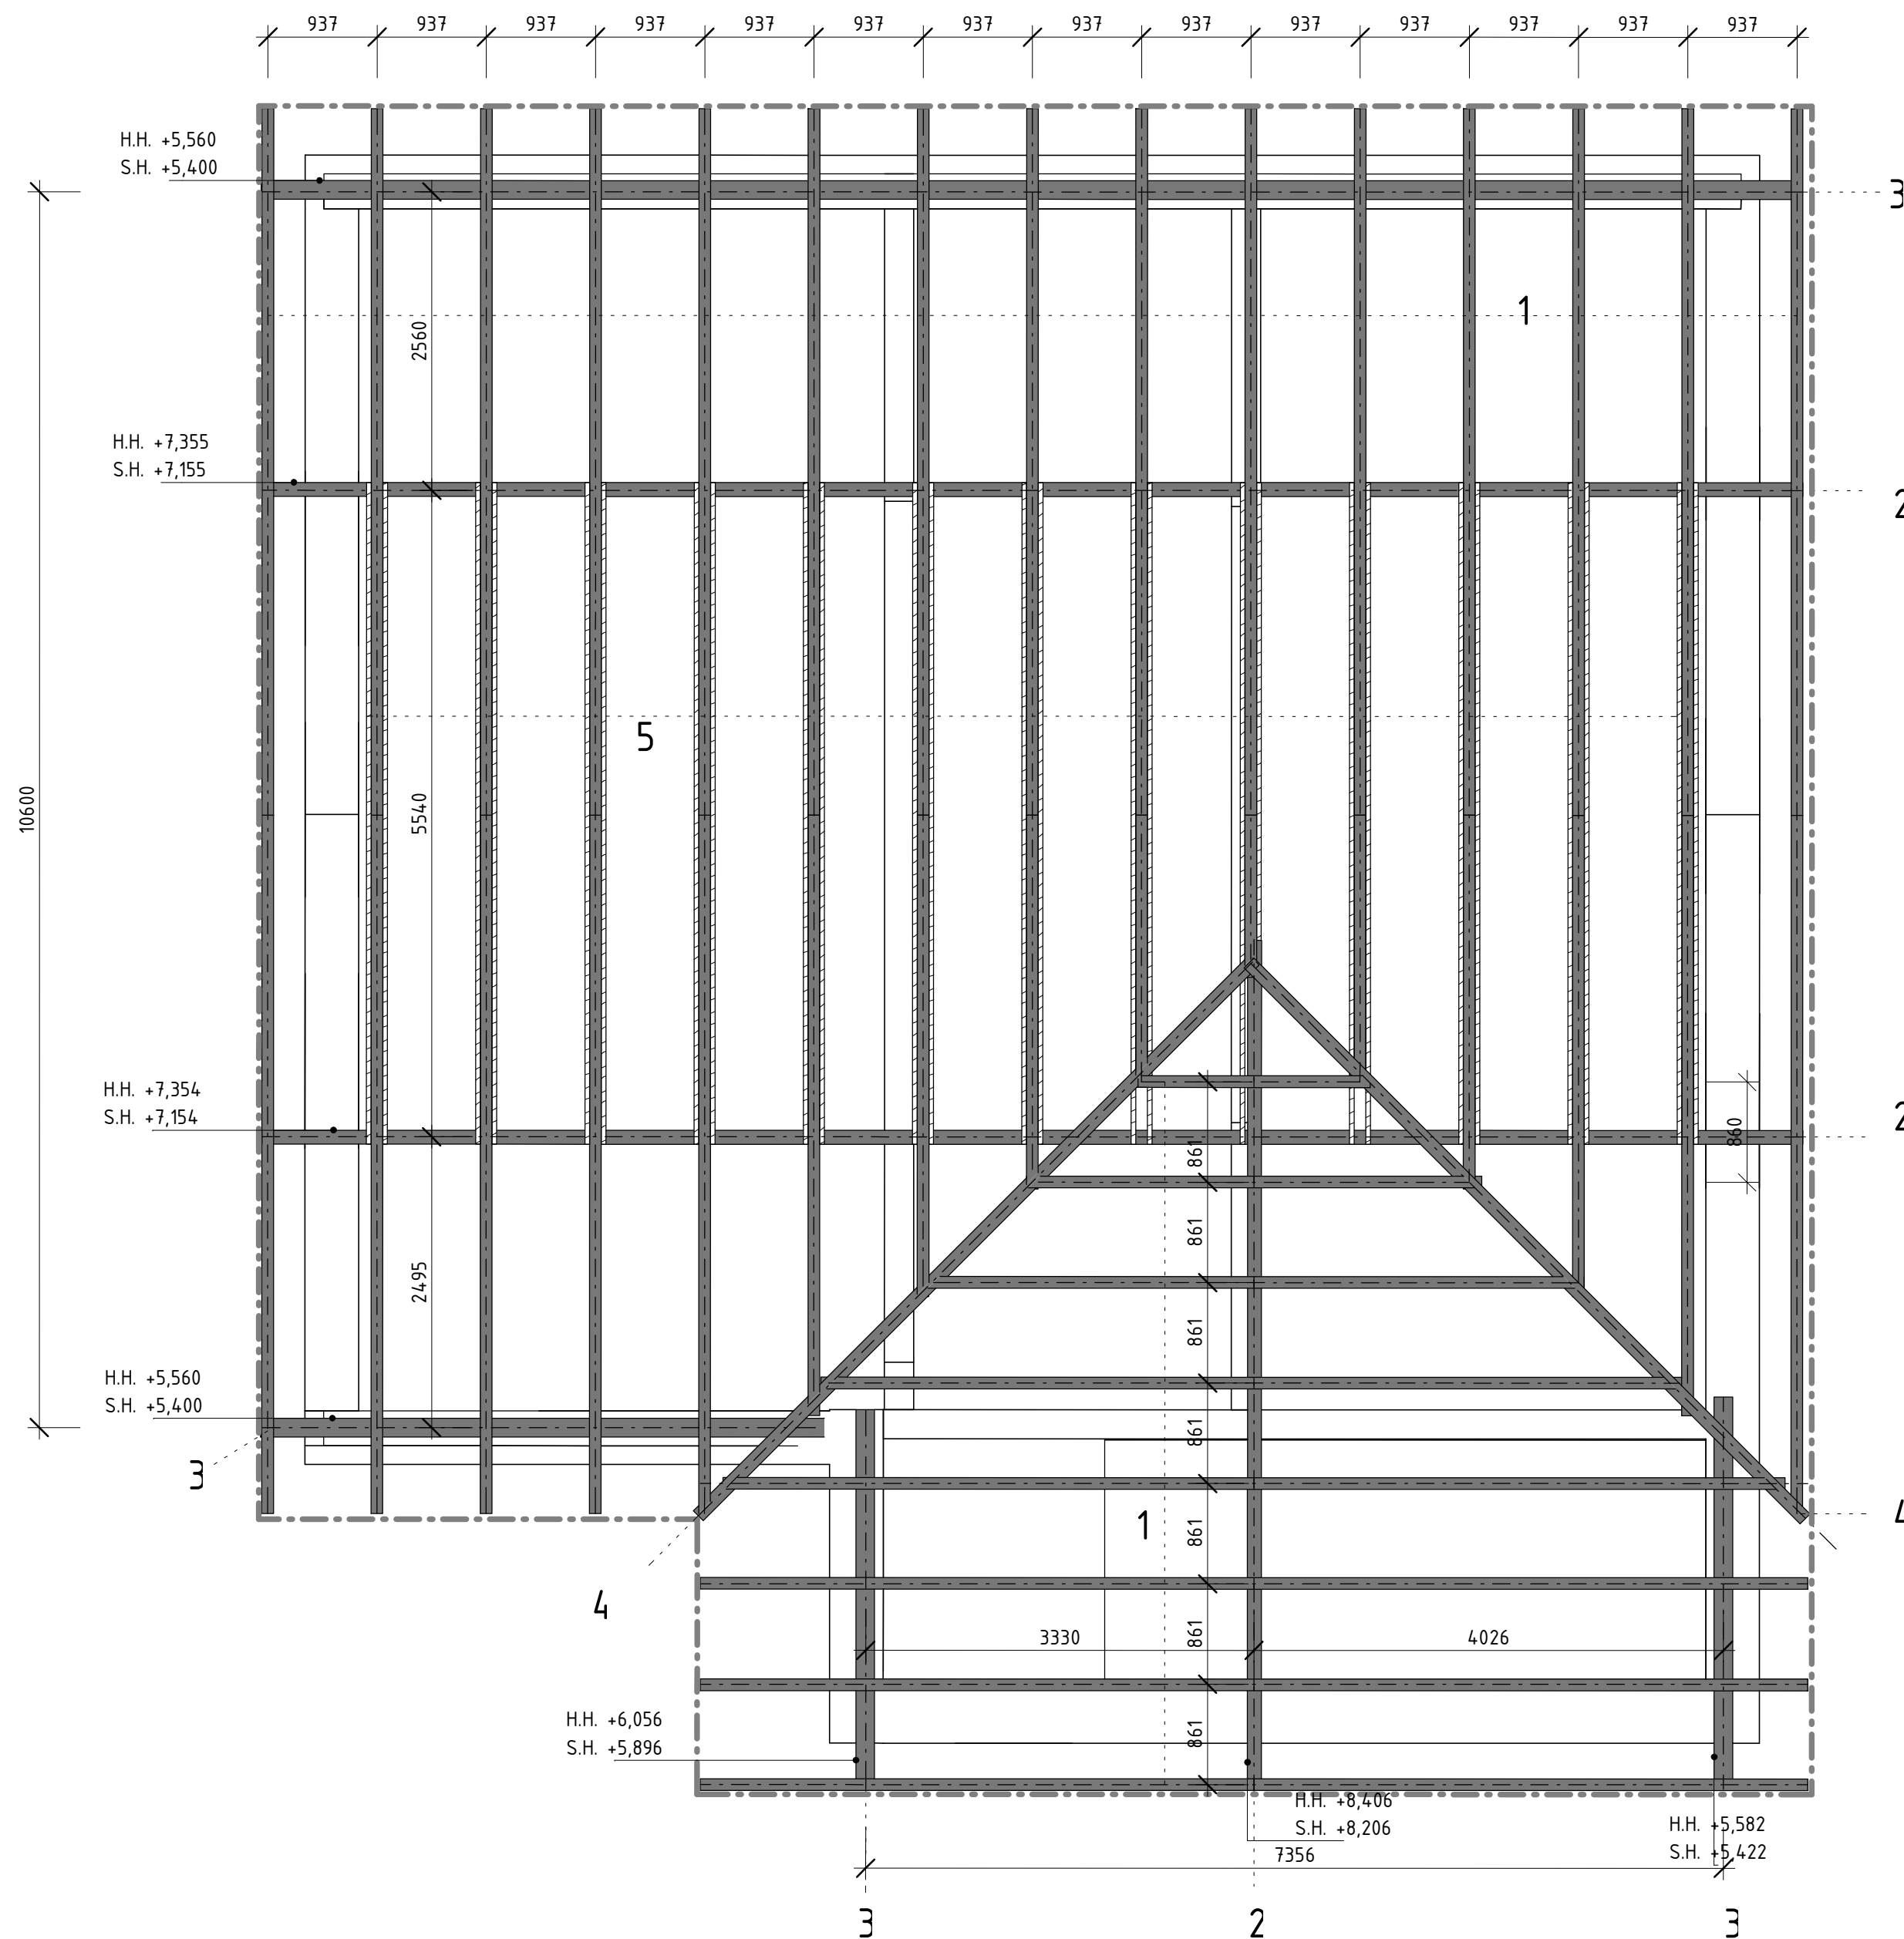 937 937 937 937 937 937 937 937 937 937 937 937 937 937
H.H. +5,560
S.H. +5,400
3
1
2560
H.H. +7,355
S.H. +7,155
2
5
10600
5540
H.H. +7,354
S.H. +7,154
2
860
861
861
2495
861
H.H. +5,560
S.H. +5,400
861
3
4
1
861
4
861
3330
4026
H.H. +6,056
S.H. +5,896
861
H.H. +8,406
S.H. +8,206
H.H. +5,582
S.H. +5,422
7356
3
2
3